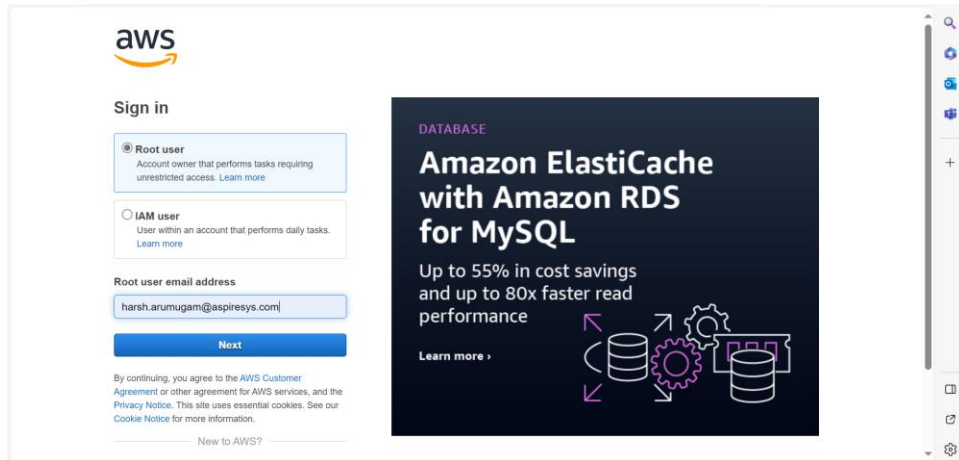 aws
Sign in
Root user
Account owner that performs tasks requiring
unrestricted access. Learn more
IAM user
User within an account that performs daily tasks.
Learn more
Root user email address
harsh.arumugam@aspiresys.com
Next
By continuing, you agree to the AWS Customer
Agreement or other agreement for AWS services, and the
Privacy Notice. This site uses essential cookies. See our
Cookie Notice for more information.
New to AWS?
DATABASE
Amazon ElastiCache
with Amazon RDS
for MySQL
Up to 55% in cost savings
and up to 80x faster read
performance
Learn more ›